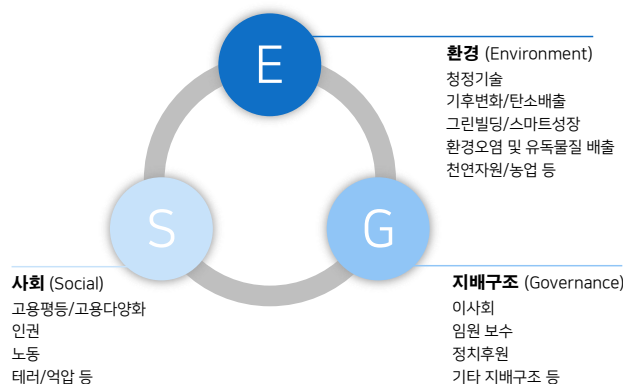 E
환경 (Environment)
청정기술
기후변화/탄소배출
그린빌딩/스마트성장
환경오염 및 유독물질 배출
천연자원/농업 등
S
사회 (Social)
고용평등/고용다양화
인권
노동
테러/억압 등
G
지배구조 (Governance)
이사회
임원 보수
정치후원
기타 지배구조 등